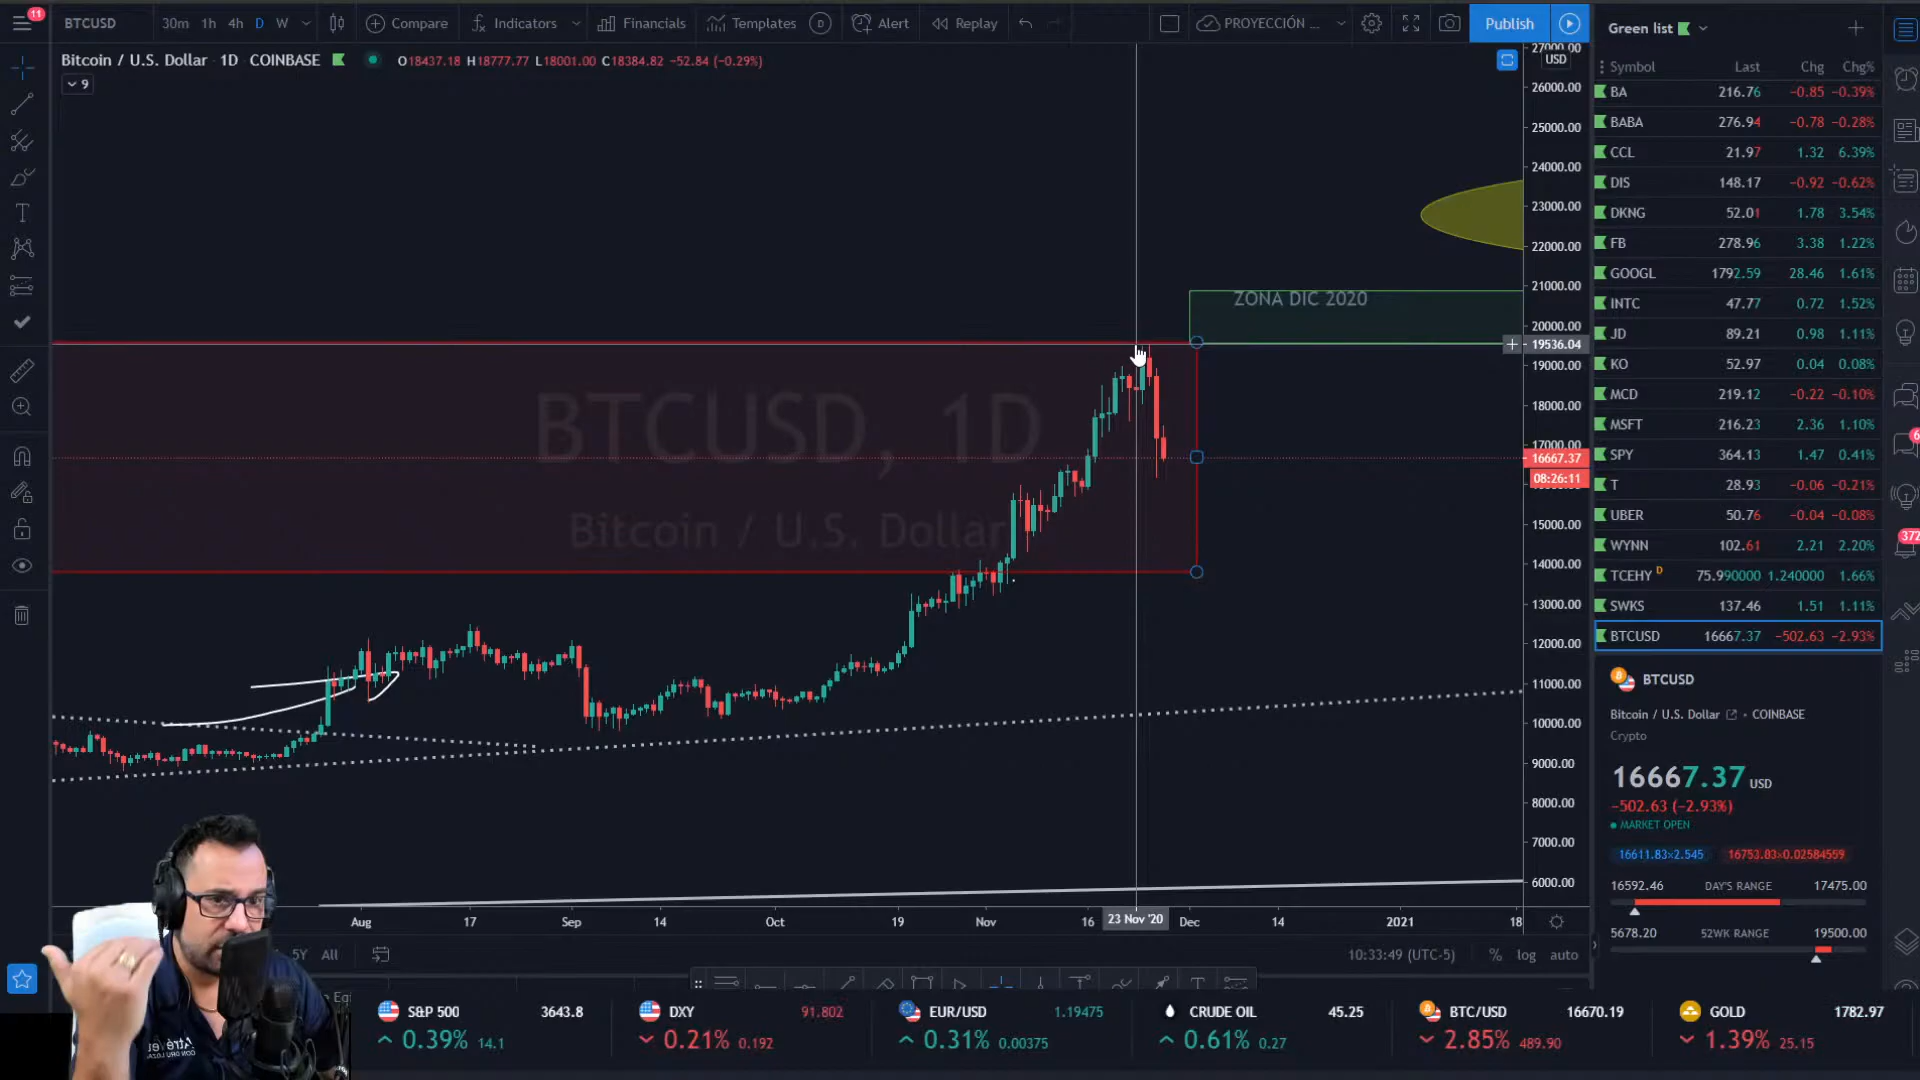 11
BTCUSD 30m 1h 4h D W Compare Indicators Financials Templates D Alert Replay PROYECCIÓN ... Publish
Bitcoin / U.S. Dollar · 1D COINBASE O18437.18 H18777.77 L18001.00 C18384.82 −52.84 (−0.29%)
9
27000.00
USD
26000.00
25000.00
24000.00
23000.00
22000.00
21000.00
ZONA DIC 2020
20000.00
19536.04
19000.00
18000.00
17000.00
16667.37
08:26:11
15000.00
14000.00
13000.00
12000.00
11000.00
10000.00
9000.00
8000.00
7000.00
6000.00
BTCUSD, 1D
Bitcoin / U.S. Dollar
Aug 17 Sep 14 Oct 19 Nov 16 23 Nov '20 Dec 14 2021 18
5Y All 10:33:49 (UTC-5) % log auto
Green list
Symbol Last Chg Chg%
BA 216.76 −0.85 −0.39%
BABA 276.94 −0.78 −0.28%
CCL 21.97 1.32 6.39%
DIS 148.17 −0.92 −0.62%
DKNG 52.01 1.78 3.54%
FB 278.96 3.38 1.22%
GOOGL 1792.59 28.46 1.61%
INTC 47.77 0.72 1.52%
JD 89.21 0.98 1.11%
KO 52.97 0.04 0.08%
MCD 219.12 −0.22 −0.10%
MSFT 216.23 2.36 1.10%
SPY 364.13 1.47 0.41%
T 28.93 −0.06 −0.21%
UBER 50.76 −0.04 −0.08%
WYNN 102.61 2.21 2.20%
TCEHY D 75.990000 1.240000 1.66%
SWKS 137.46 1.51 1.11%
BTCUSD 16667.37 −502.63 −2.93%
BTCUSD
Bitcoin / U.S. Dollar • COINBASE
Crypto
16667.37 USD
−502.63 (−2.93%)
MARKET OPEN
16611.83×2.545 16753.03×0.02584559
16592.46 DAY'S RANGE 17475.00
5678.20 52WK RANGE 19500.00
372
S&P 500 3643.8
0.39% 14.1
DXY 91.802
0.21% 0.192
EUR/USD 1.19475
0.31% 0.00375
CRUDE OIL 45.25
0.61% 0.27
BTC/USD 16670.19
2.85% 489.90
GOLD 1782.97
1.39% 25.15